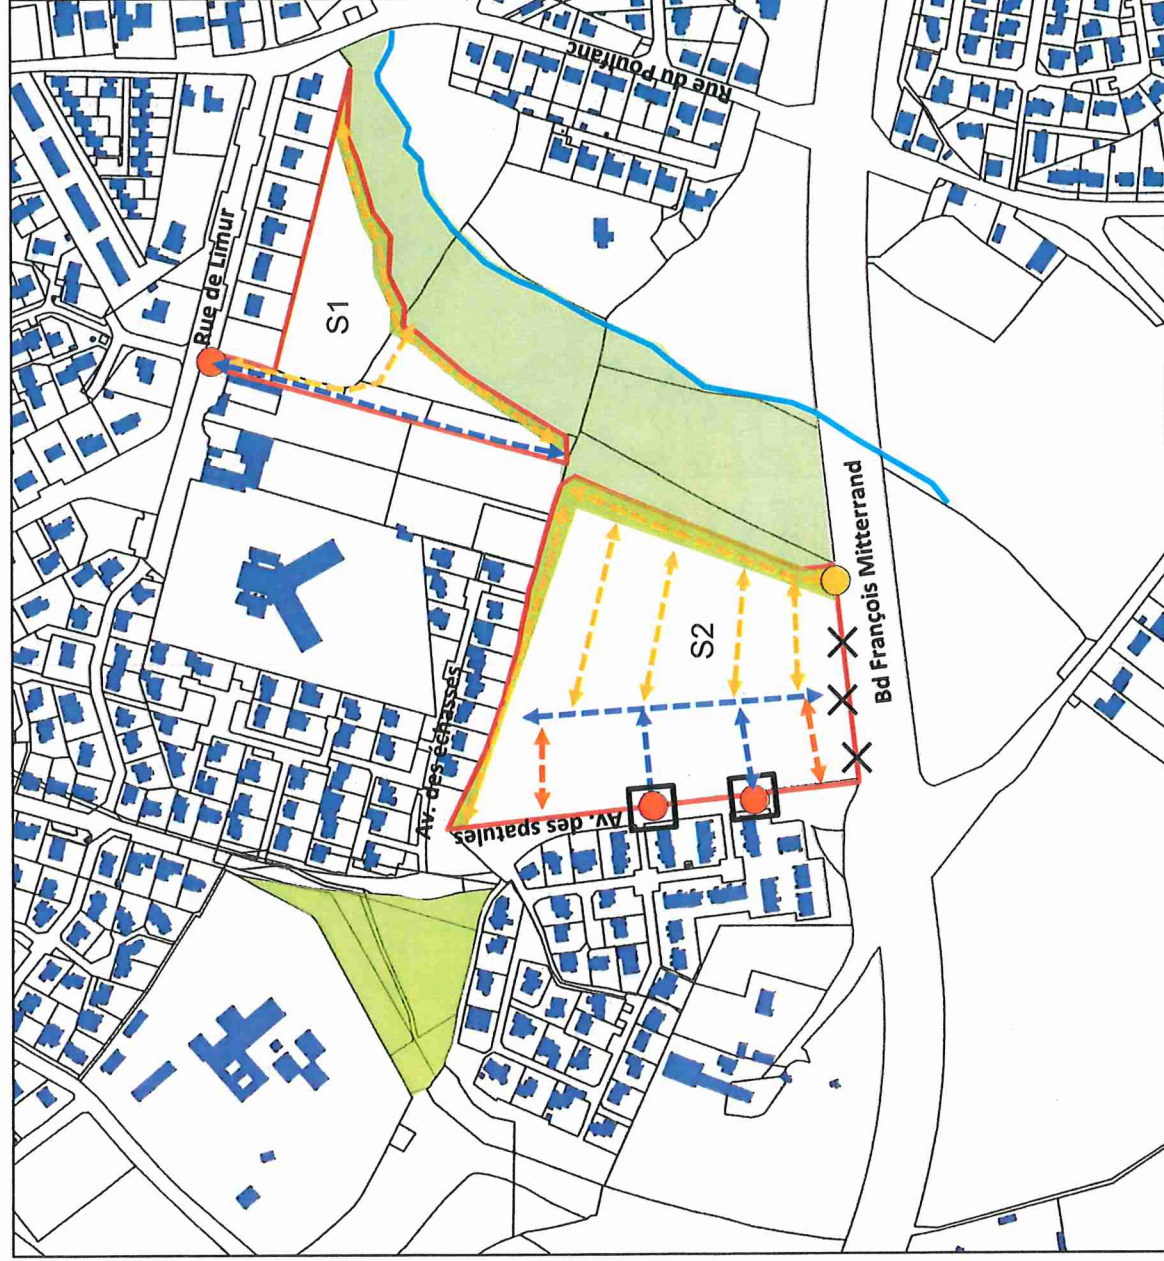 Rue du Poulfanc
Rue de Limur
S1
Av. des échasses
S2
Av. des spatules
Bd François Mitterrand